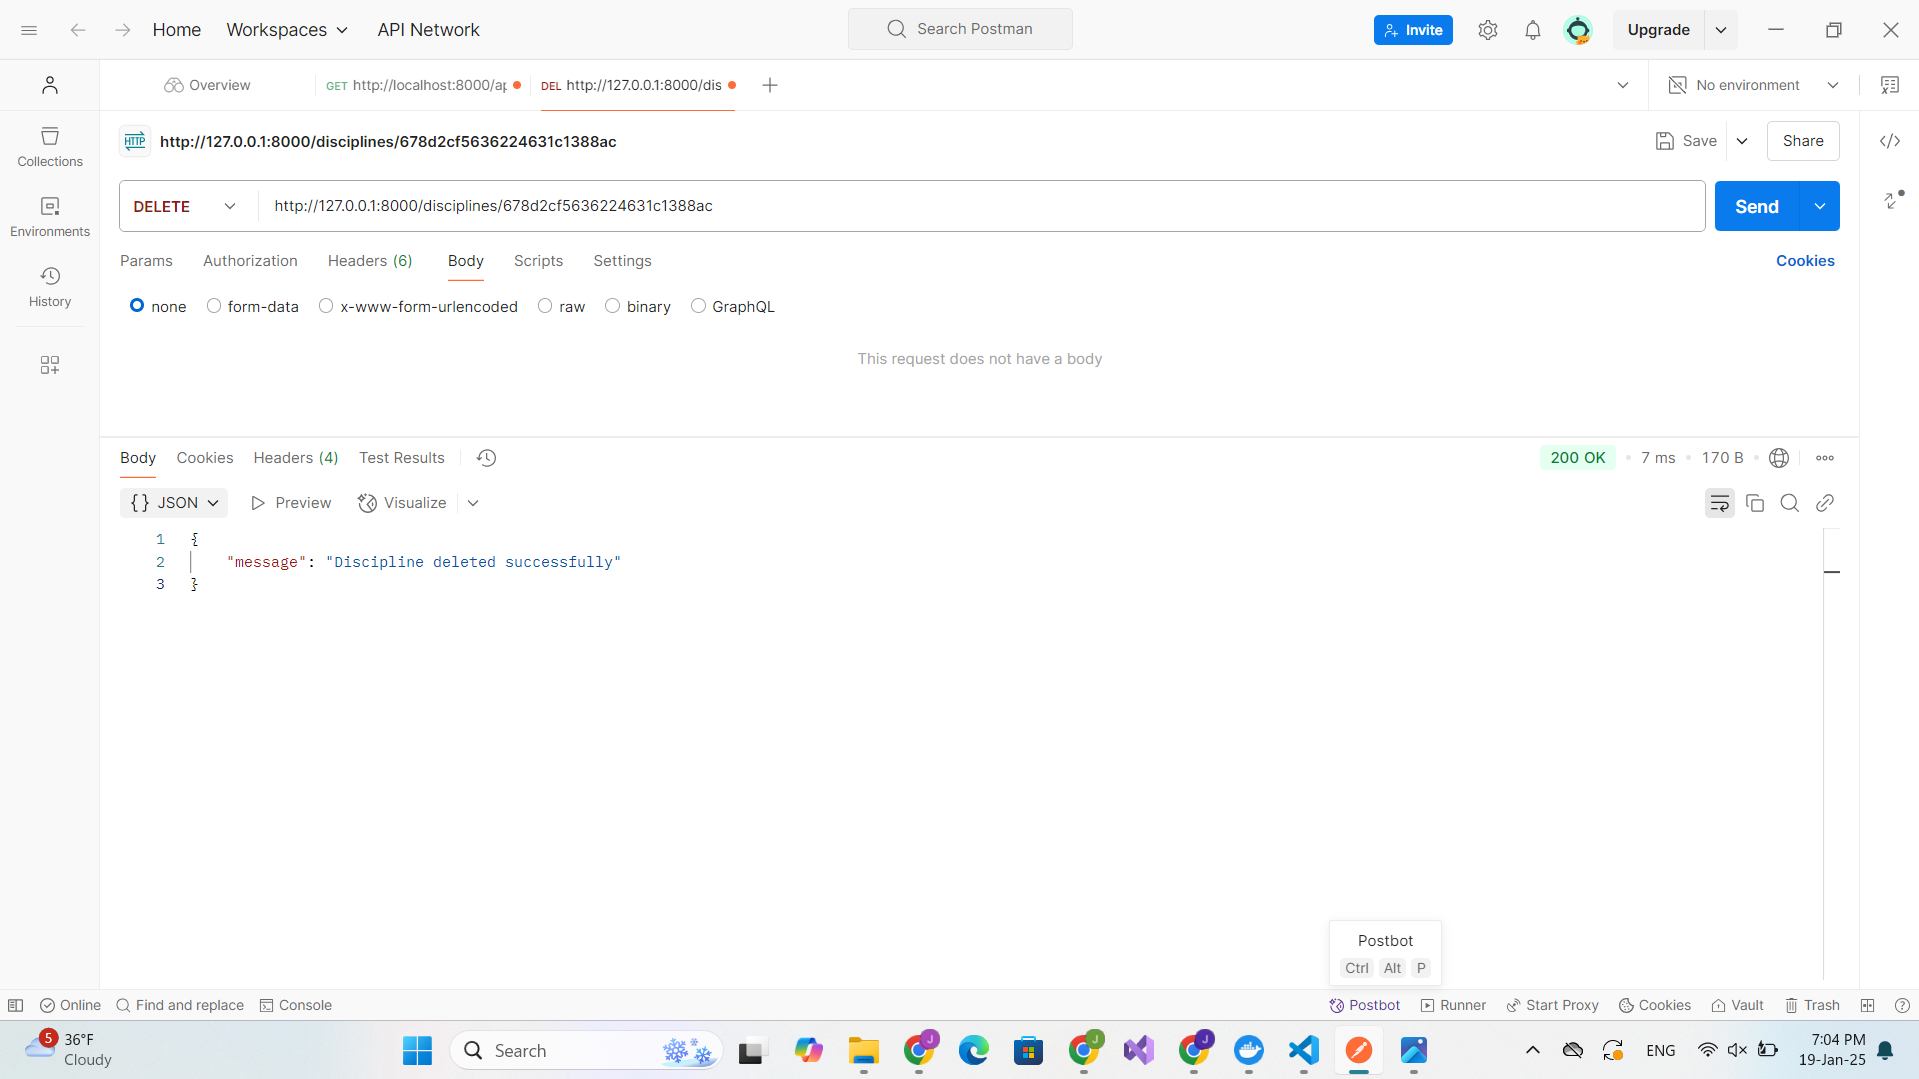 Home Workspaces API Network Search Postman Invite Upgrade
Overview GET http://localhost:8000/ap DEL http://127.0.0.1:8000/dis No environment
HTTP http://127.0.0.1:8000/disciplines/678d2cf5636224631c1388ac Save Share
Collections
DELETE http://127.0.0.1:8000/disciplines/678d2cf5636224631c1388ac Send
Environments
Params Authorization Headers (6) Body Scripts Settings Cookies
History
none form-data x-www-form-urlencoded raw binary GraphQL
This request does not have a body
Body Cookies Headers (4) Test Results 200 OK 7 ms 170 B
{} JSON Preview Visualize
1 {
2 "message": "Discipline deleted successfully"
3 }
Postbot
Ctrl Alt P
Online Find and replace Console Postbot Runner Start Proxy Cookies Vault Trash
5 36°F Search J J J ENG 7:04 PM
Cloudy 19-Jan-25